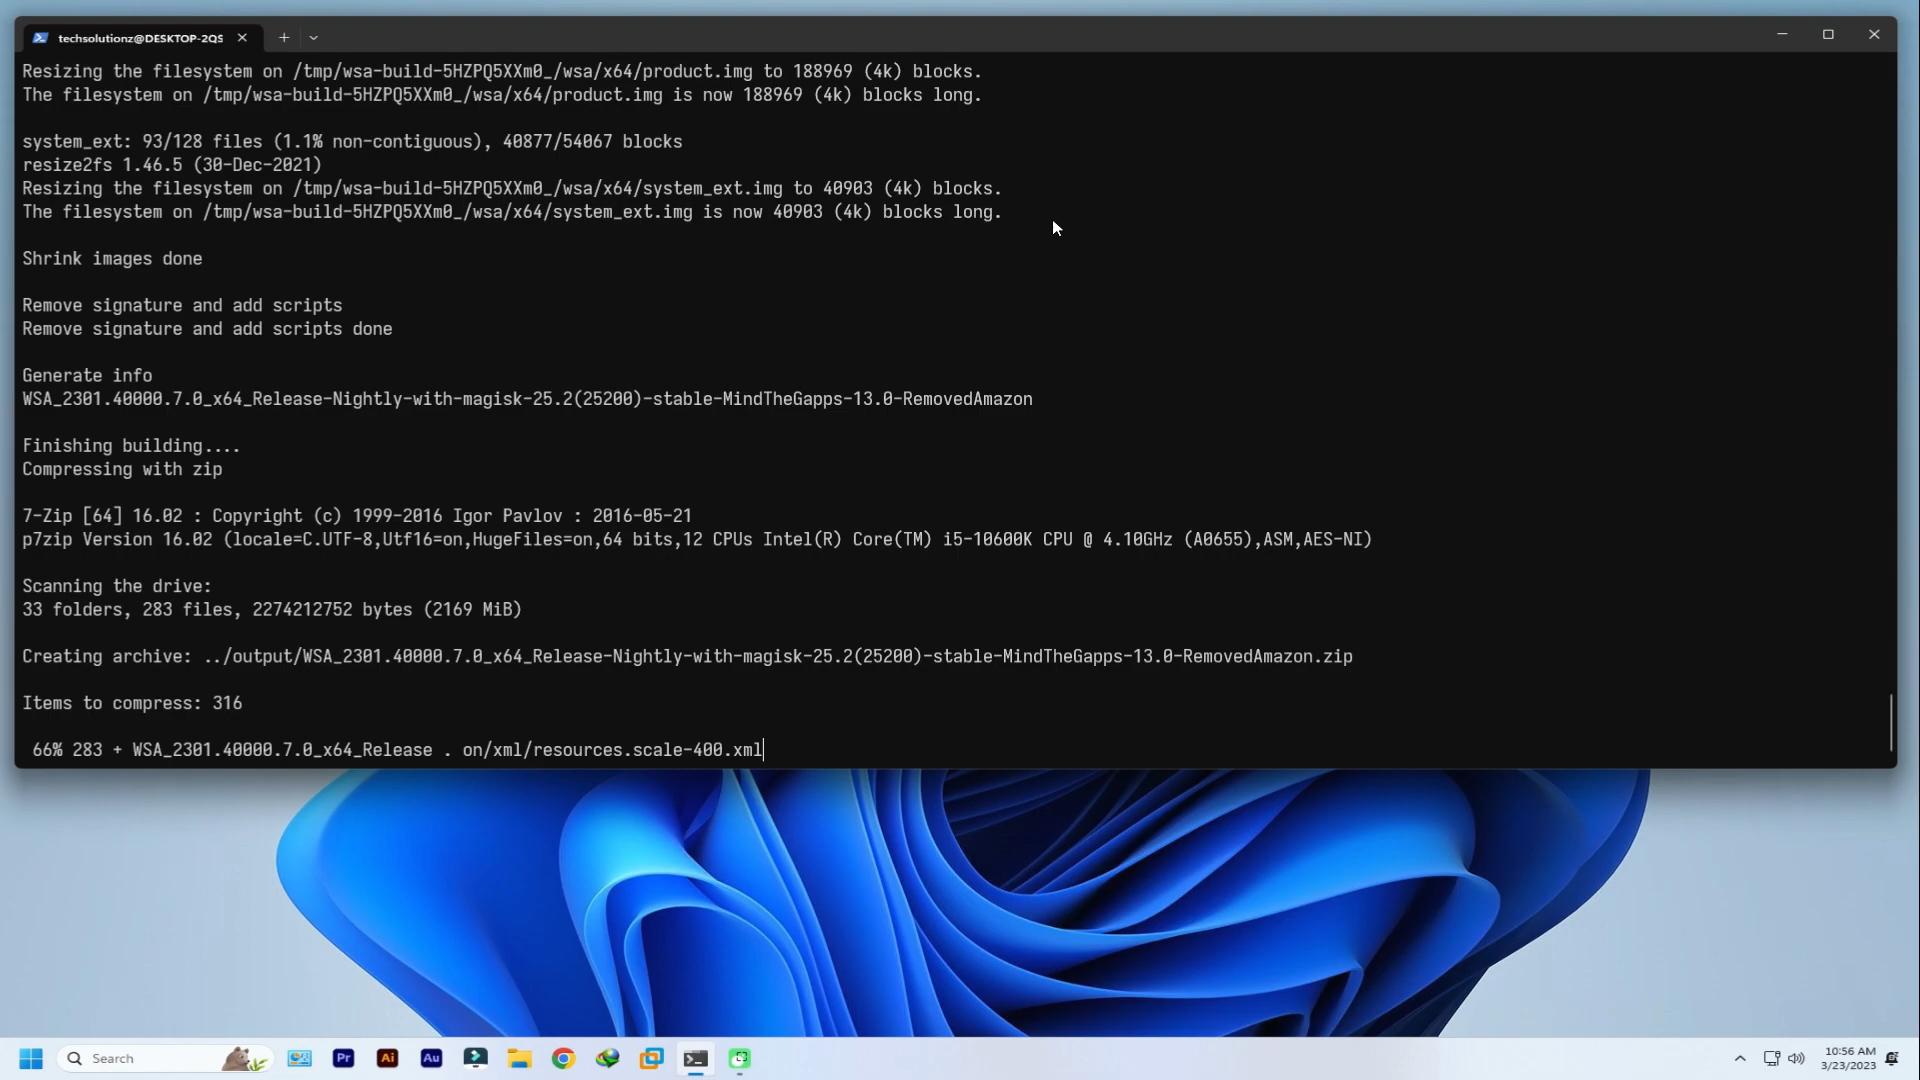 techsolutionz@DESKTOP-2QS
Resizing the filesystem on /tmp/wsa-build-5HZPQ5XXm0_/wsa/x64/product.img to 188969 (4k) blocks.
The filesystem on /tmp/wsa-build-5HZPQ5XXm0_/wsa/x64/product.img is now 188969 (4k) blocks long.
system_ext: 93/128 files (1.1% non-contiguous), 40877/54067 blocks
resize2fs 1.46.5 (30-Dec-2021)
Resizing the filesystem on /tmp/wsa-build-5HZPQ5XXm0_/wsa/x64/system_ext.img to 40903 (4k) blocks.
The filesystem on /tmp/wsa-build-5HZPQ5XXm0_/wsa/x64/system_ext.img is now 40903 (4k) blocks long.
Shrink images done
Remove signature and add scripts
Remove signature and add scripts done
Generate info
WSA_2301.40000.7.0_x64_Release-Nightly-with-magisk-25.2(25200)-stable-MindTheGapps-13.0-RemovedAmazon
Finishing building....
Compressing with zip
7-Zip [64] 16.02 : Copyright (c) 1999-2016 Igor Pavlov : 2016-05-21
p7zip Version 16.02 (locale=C.UTF-8,Utf16=on,HugeFiles=on,64 bits,12 CPUs Intel(R) Core(TM) i5-10600K CPU @ 4.10GHz (A0655),ASM,AES-NI)
Scanning the drive:
33 folders, 283 files, 2274212752 bytes (2169 MiB)
Creating archive: ../output/WSA_2301.40000.7.0_x64_Release-Nightly-with-magisk-25.2(25200)-stable-MindTheGapps-13.0-RemovedAmazon.zip
Items to compress: 316
66% 283 + WSA_2301.40000.7.0_x64_Release . on/xml/resources.scale-400.xml
Search
Pr
Ai
Au
10:56 AM
3/23/2023